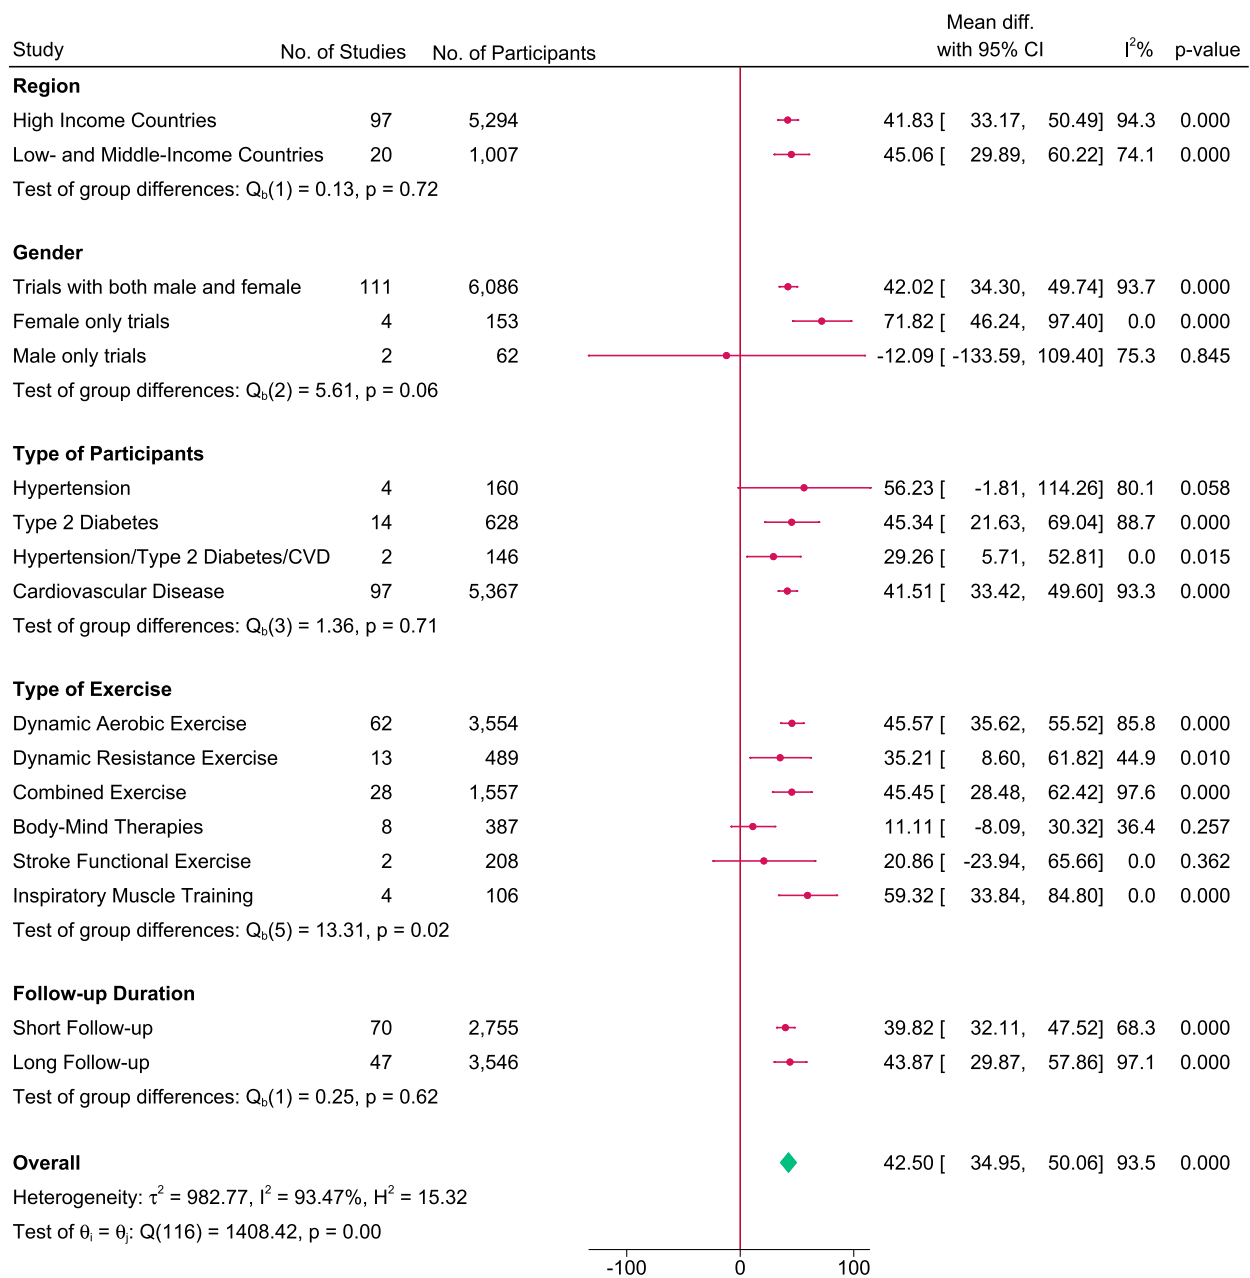 Mean diff.
Study No. of Studies No. of Participants with 95% CI I²% p-value
Region
High Income Countries 97 5,294 41.83 [ 33.17, 50.49] 94.3 0.000
Low- and Middle-Income Countries 20 1,007 45.06 [ 29.89, 60.22] 74.1 0.000
Test of group differences: Qb(1) = 0.13, p = 0.72
Gender
Trials with both male and female 111 6,086 42.02 [ 34.30, 49.74] 93.7 0.000
Female only trials 4 153 71.82 [ 46.24, 97.40] 0.0 0.000
Male only trials 2 62 -12.09 [ -133.59, 109.40] 75.3 0.845
Test of group differences: Qb(2) = 5.61, p = 0.06
Type of Participants
Hypertension 4 160 56.23 [ -1.81, 114.26] 80.1 0.058
Type 2 Diabetes 14 628 45.34 [ 21.63, 69.04] 88.7 0.000
Hypertension/Type 2 Diabetes/CVD 2 146 29.26 [ 5.71, 52.81] 0.0 0.015
Cardiovascular Disease 97 5,367 41.51 [ 33.42, 49.60] 93.3 0.000
Test of group differences: Qb(3) = 1.36, p = 0.71
Type of Exercise
Dynamic Aerobic Exercise 62 3,554 45.57 [ 35.62, 55.52] 85.8 0.000
Dynamic Resistance Exercise 13 489 35.21 [ 8.60, 61.82] 44.9 0.010
Combined Exercise 28 1,557 45.45 [ 28.48, 62.42] 97.6 0.000
Body-Mind Therapies 8 387 11.11 [ -8.09, 30.32] 36.4 0.257
Stroke Functional Exercise 2 208 20.86 [ -23.94, 65.66] 0.0 0.362
Inspiratory Muscle Training 4 106 59.32 [ 33.84, 84.80] 0.0 0.000
Test of group differences: Qb(5) = 13.31, p = 0.02
Follow-up Duration
Short Follow-up 70 2,755 39.82 [ 32.11, 47.52] 68.3 0.000
Long Follow-up 47 3,546 43.87 [ 29.87, 57.86] 97.1 0.000
Test of group differences: Qb(1) = 0.25, p = 0.62
Overall 42.50 [ 34.95, 50.06] 93.5 0.000
Heterogeneity: τ² = 982.77, I² = 93.47%, H² = 15.32
Test of θi = θj: Q(116) = 1408.42, p = 0.00
-100 0 100